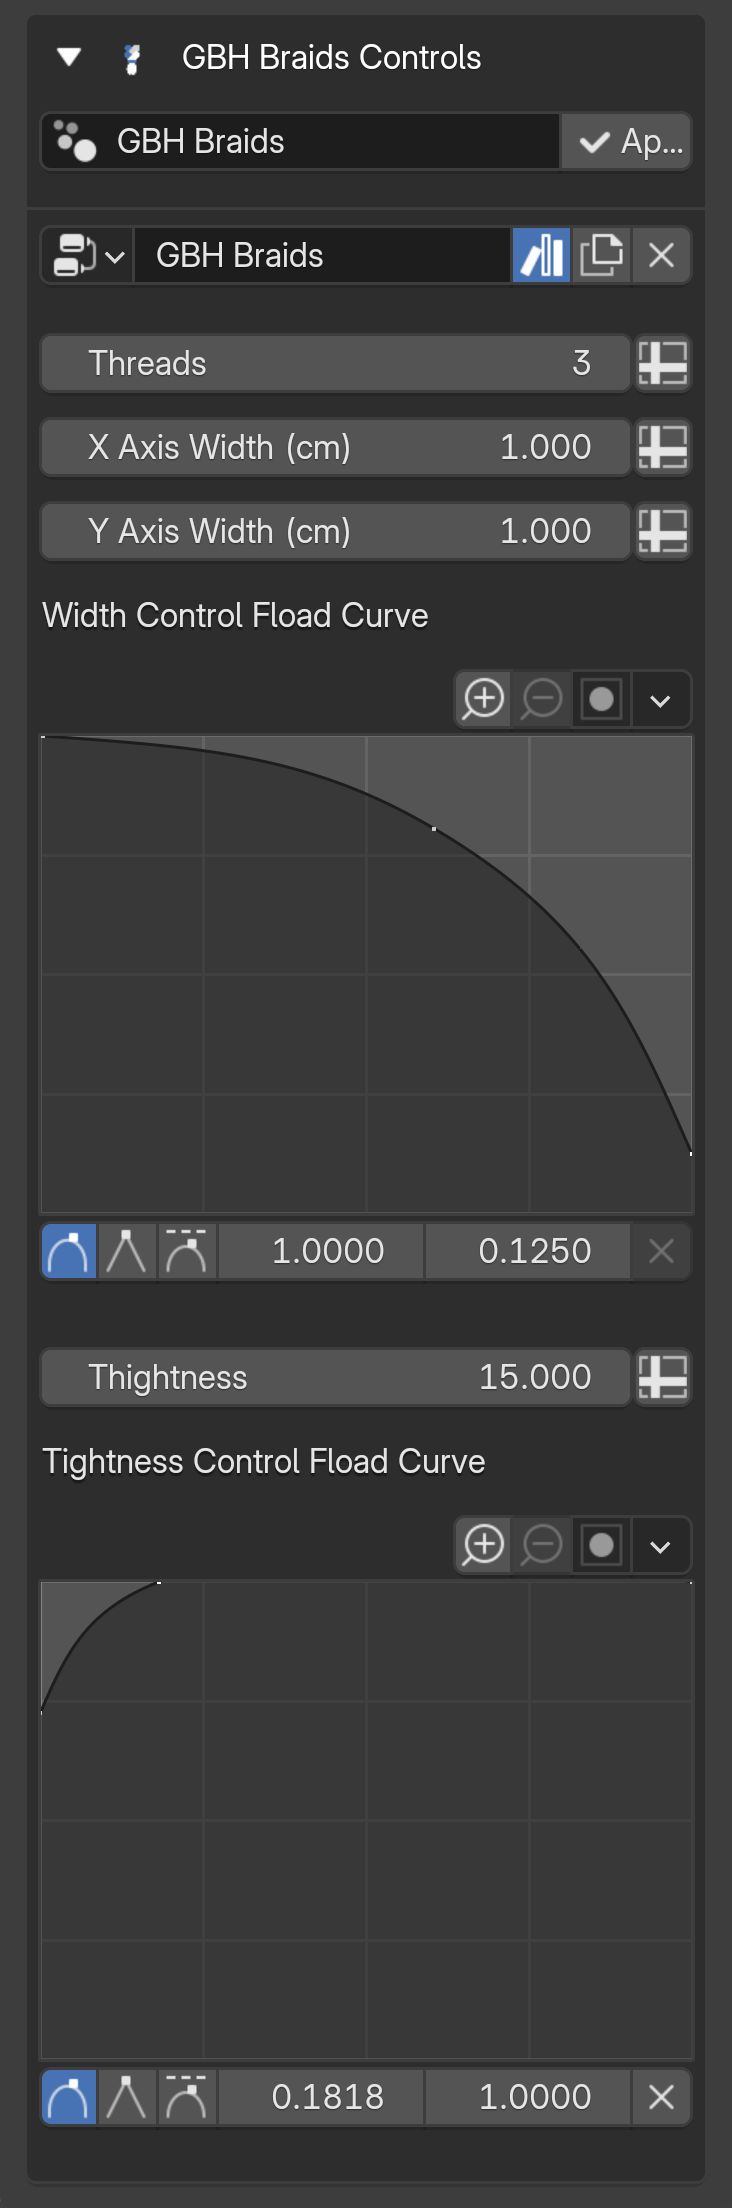 GBH Braids Controls
GBH Braids Ap...
GBH Braids
Threads 3
X Axis Width (cm) 1.000
Y Axis Width (cm) 1.000
Width Control Fload Curve
1.0000 0.1250
Thightness 15.000
Tightness Control Fload Curve
0.1818 1.0000